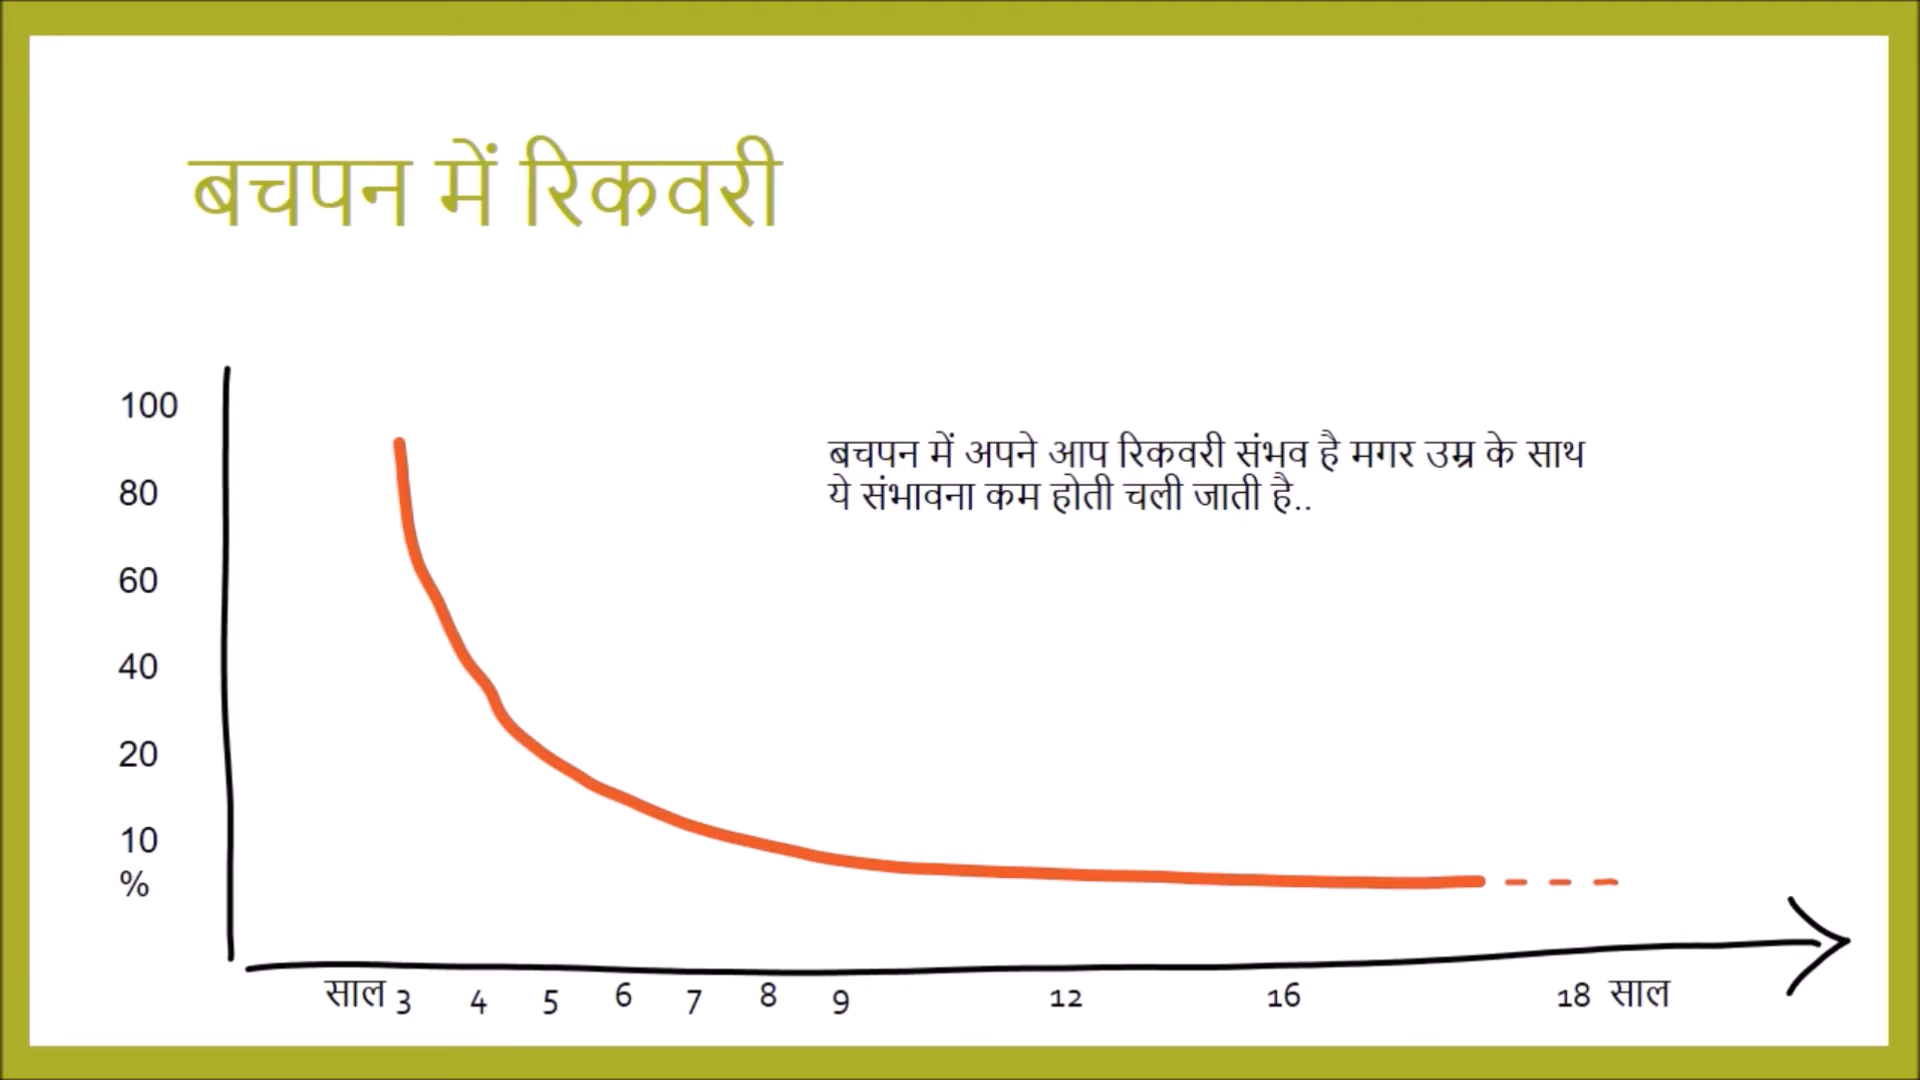 बचपन में रिकवरी
100
80
60
40
20
10
%
बचपन में अपने आप रिकवरी संभव है मगर उम्र के साथ
ये संभावना कम होती चली जाती है..
साल 3 4 5 6 7 8 9 12 16 18 साल